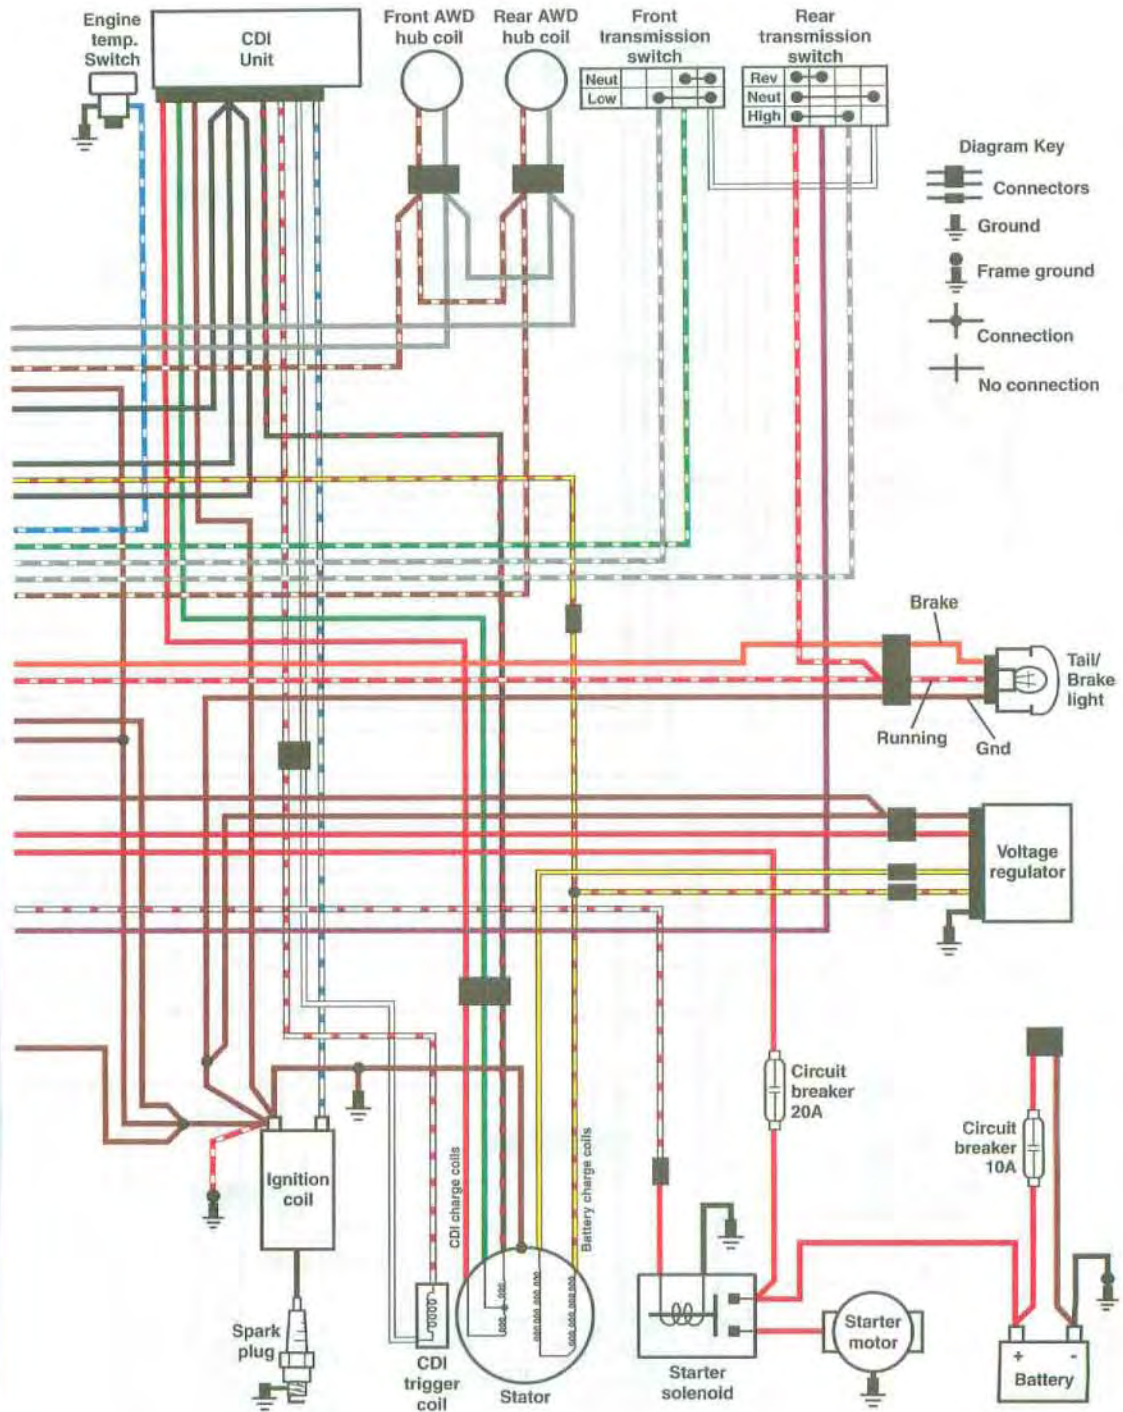 Engine
temp.
Switch
CDI
Unit
Front AWD
hub coil
Rear AWD
hub coil
Front
transmission
switch
Neut
Low
Rear
transmission
switch
Rev
Neut
High
Diagram Key
Connectors
Ground
Frame ground
Connection
No connection
Brake
Tail/
Brake
light
Running
Gnd
Voltage
regulator
Circuit
breaker
20A
Circuit
breaker
10A
Ignition
coil
CDI charge coils
Battery charge coils
Spark
plug
CDI
trigger
coil
Stator
Starter
solenoid
Starter
motor
+
-
Battery